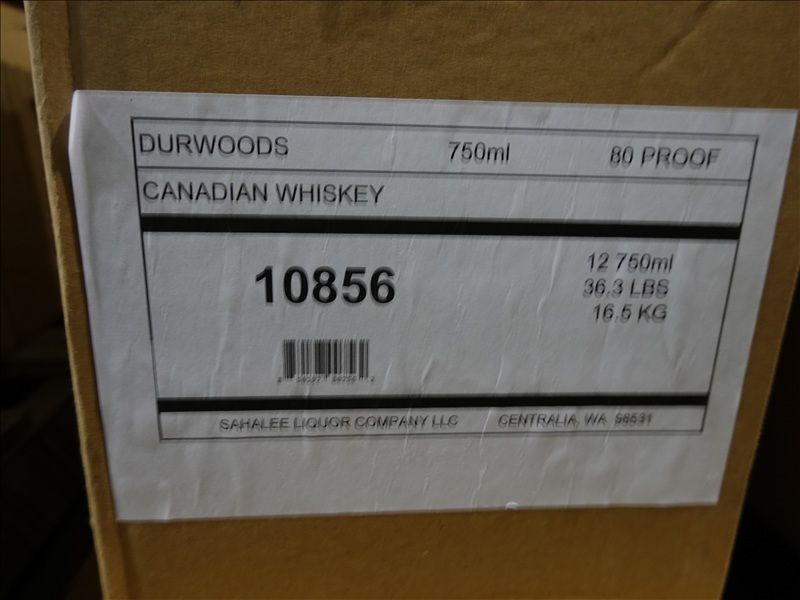 DURWOODS 750ml 80 PROOF
CANADIAN WHISKEY
10856
12 750ml
36.3 LBS
16.5 KG
SAHALEE LIQUOR COMPANY LLC CENTRALIA, WA 98531